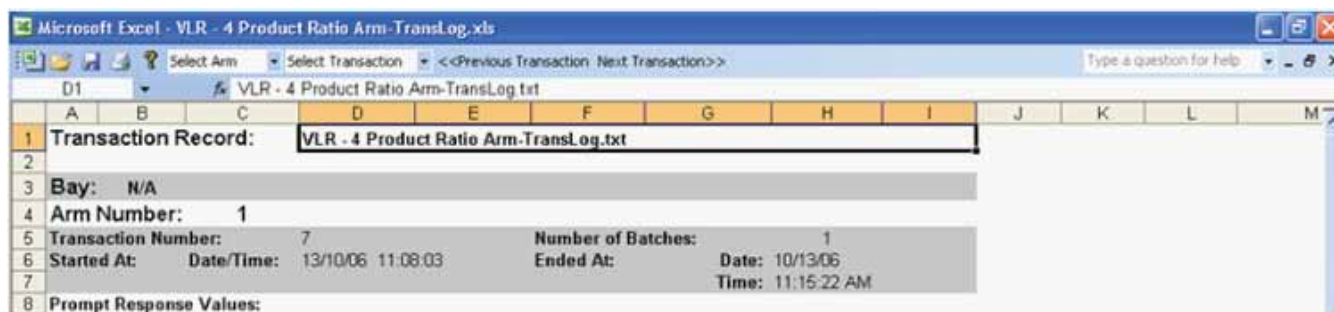 Microsoft Excel - VLR - 4 Product Ratio Arm-TransLog.xls
Select Arm Select Transaction <<Previous Transaction Next Transaction>> Type a question for help
D1 fx VLR - 4 Product Ratio Arm-TransLog.txt
A B C D E F G H I J K L M
1 Transaction Record: VLR - 4 Product Ratio Arm-TransLog.txt
2
3 Bay: N/A
4 Arm Number: 1
5 Transaction Number: 7 Number of Batches: 1
6 Started At: Date/Time: 13/10/06 11:08:03 Ended At: Date: 10/13/06
7 Time: 11:15:22 AM
8 Prompt Response Values: